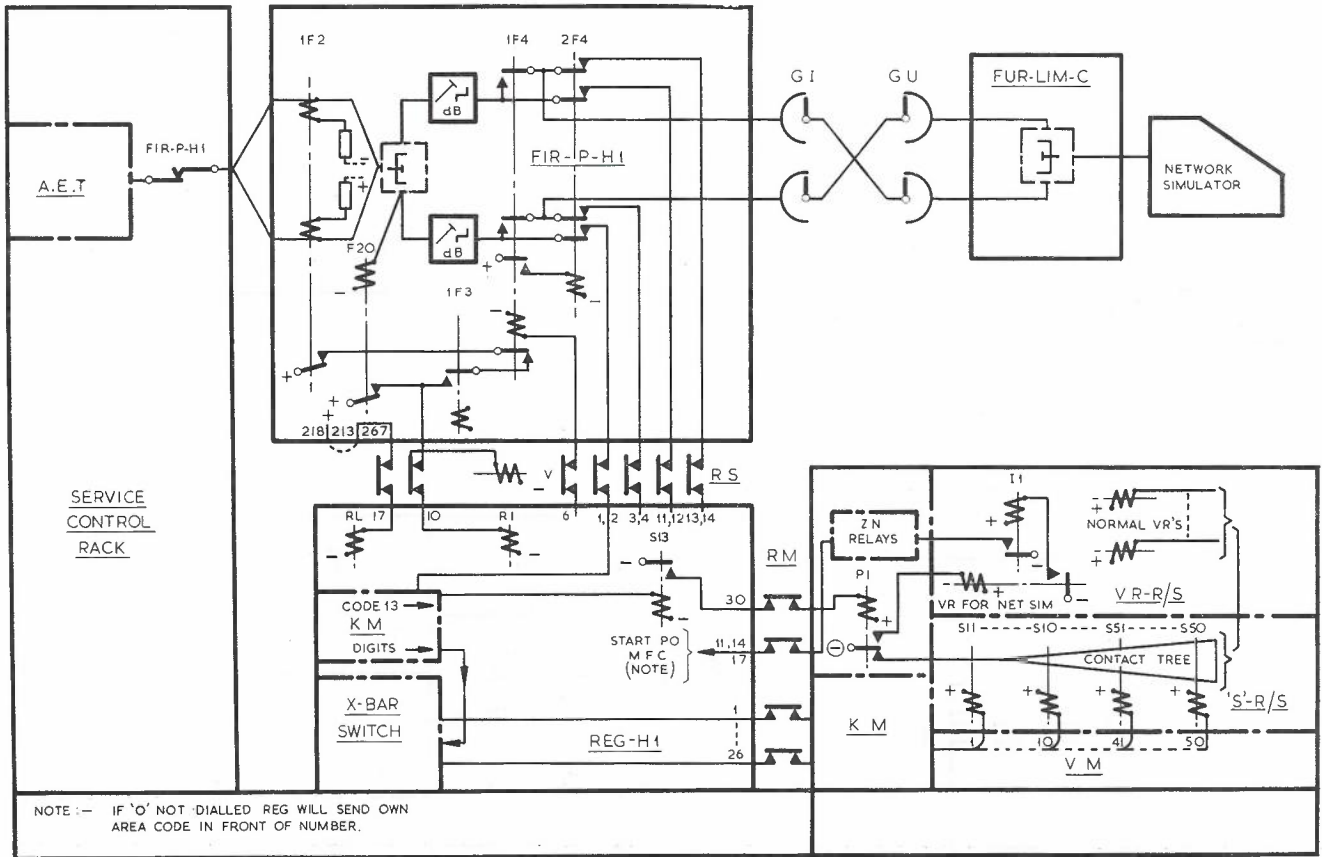 1F2
1F4
2F4
GI
GU
FUR-LIM-C
dB
FIR-P-H1
A.E.T
FIR-P-H1
NETWORK
SIMULATOR
+
-
F20
dB
+
-
-
1F3
-
+
+
+
218 213 267
SERVICE
CONTROL
RACK
V
-
RS
RL 17 10 R1 6 1,2 3,4 11,12 13,14
-
-
S13
-
RM
ZN
RELAYS
I1
+
-
+
NORMAL VR'S
+
P1
30
+
VR FOR NET SIM
+
-
VR-R/S
CODE 13
KM
DIGITS
START PO
MFC
(NOTE)
11,14
17
-
S11 ----- S10 ----- S51 ----- S50
CONTACT TREE
'S'-R/S
+
+
+
+
X-BAR
SWITCH
REG-H1
1
26
KM
1
10
41
50
VM
NOTE :- IF 'O' NOT DIALLED REG WILL SEND OWN
AREA CODE IN FRONT OF NUMBER.